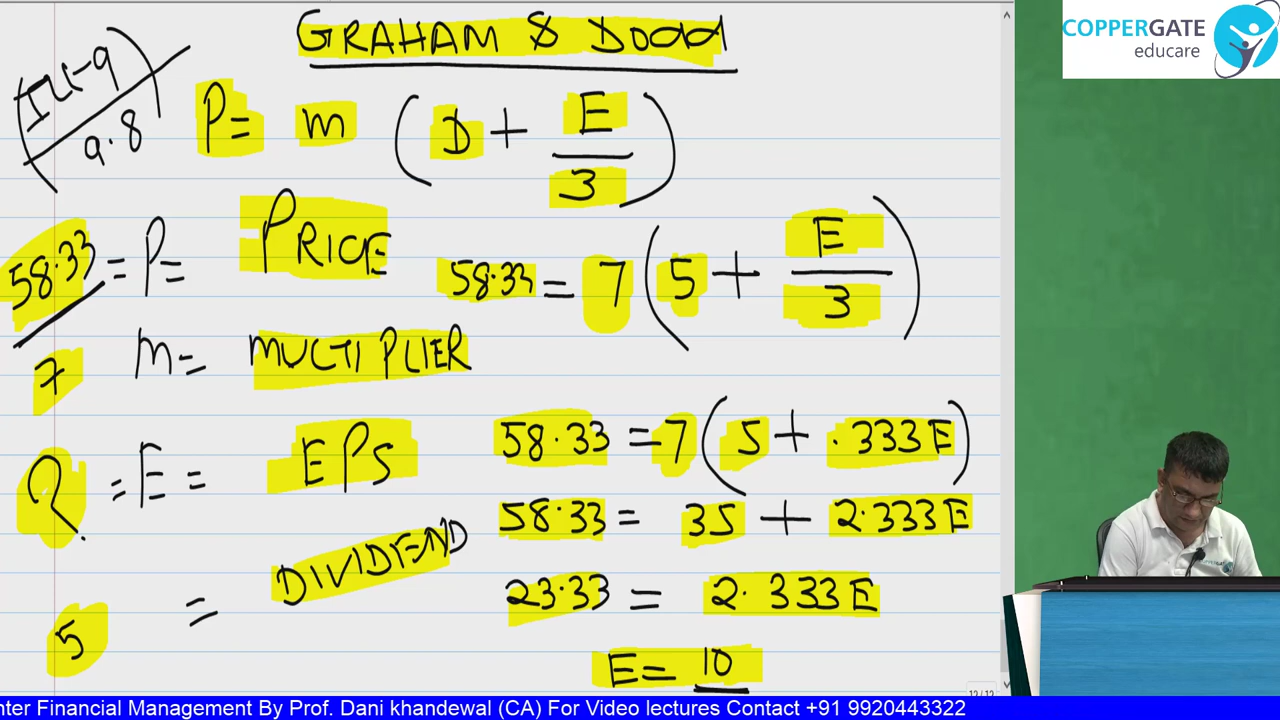 GRAHAM & Dodd
(ILL-9 / 9.8)
P = m (D + E/3)
58.33 = P = PRICE
58.33 = 7 (5 + E/3)
7 m = MULTIPLIER
58.33 = 7 (5 + .333E)
? = E = EPS
58.33 = 35 + 2.333E
5 = DIVIDEND
23.33 = 2.333E
E = 10
12/12
COPPERGATE
educare
nter Financial Management By Prof. Dani khandewal (CA) For Video lectures Contact +91 9920443322